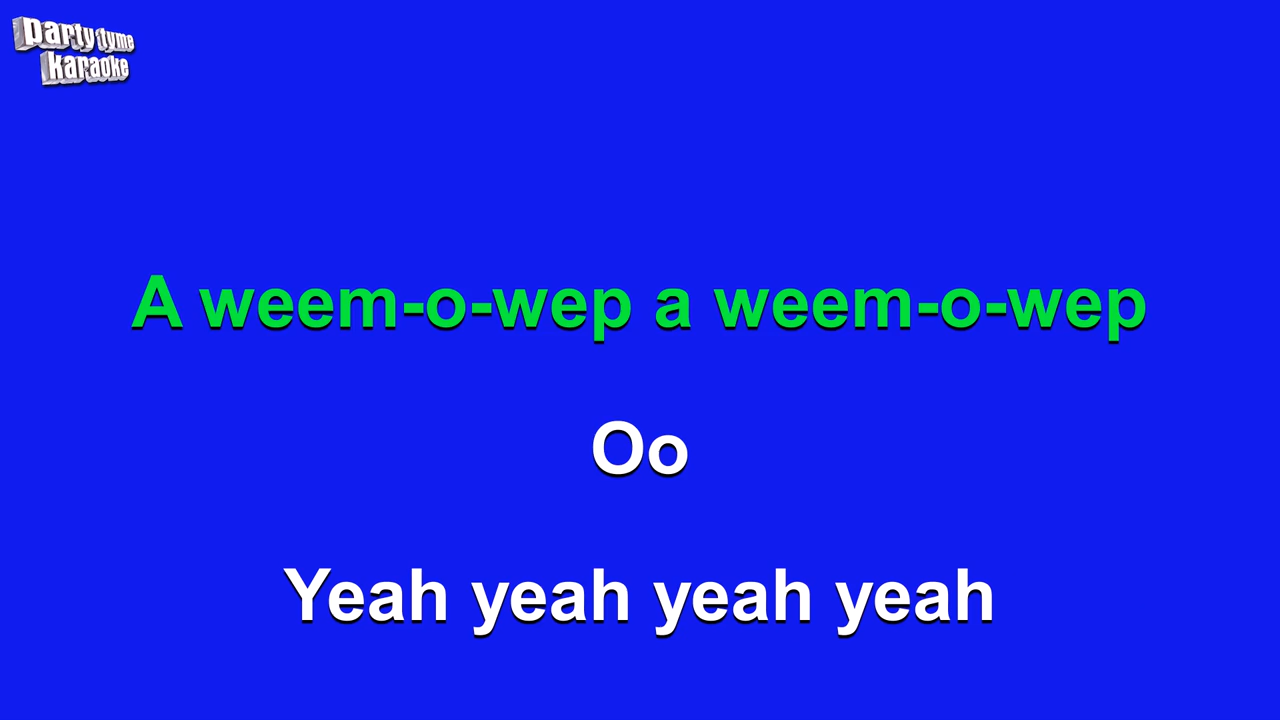 party tyme
karaoke
A weem-o-wep a weem-o-wep
Oo
Yeah yeah yeah yeah